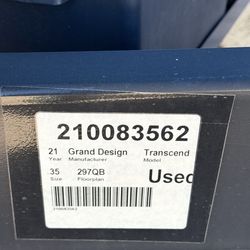 210083562
21 Grand Design Transcend
Year Manufacturer Model
35 297QB Used
Size Floorplan
210083562